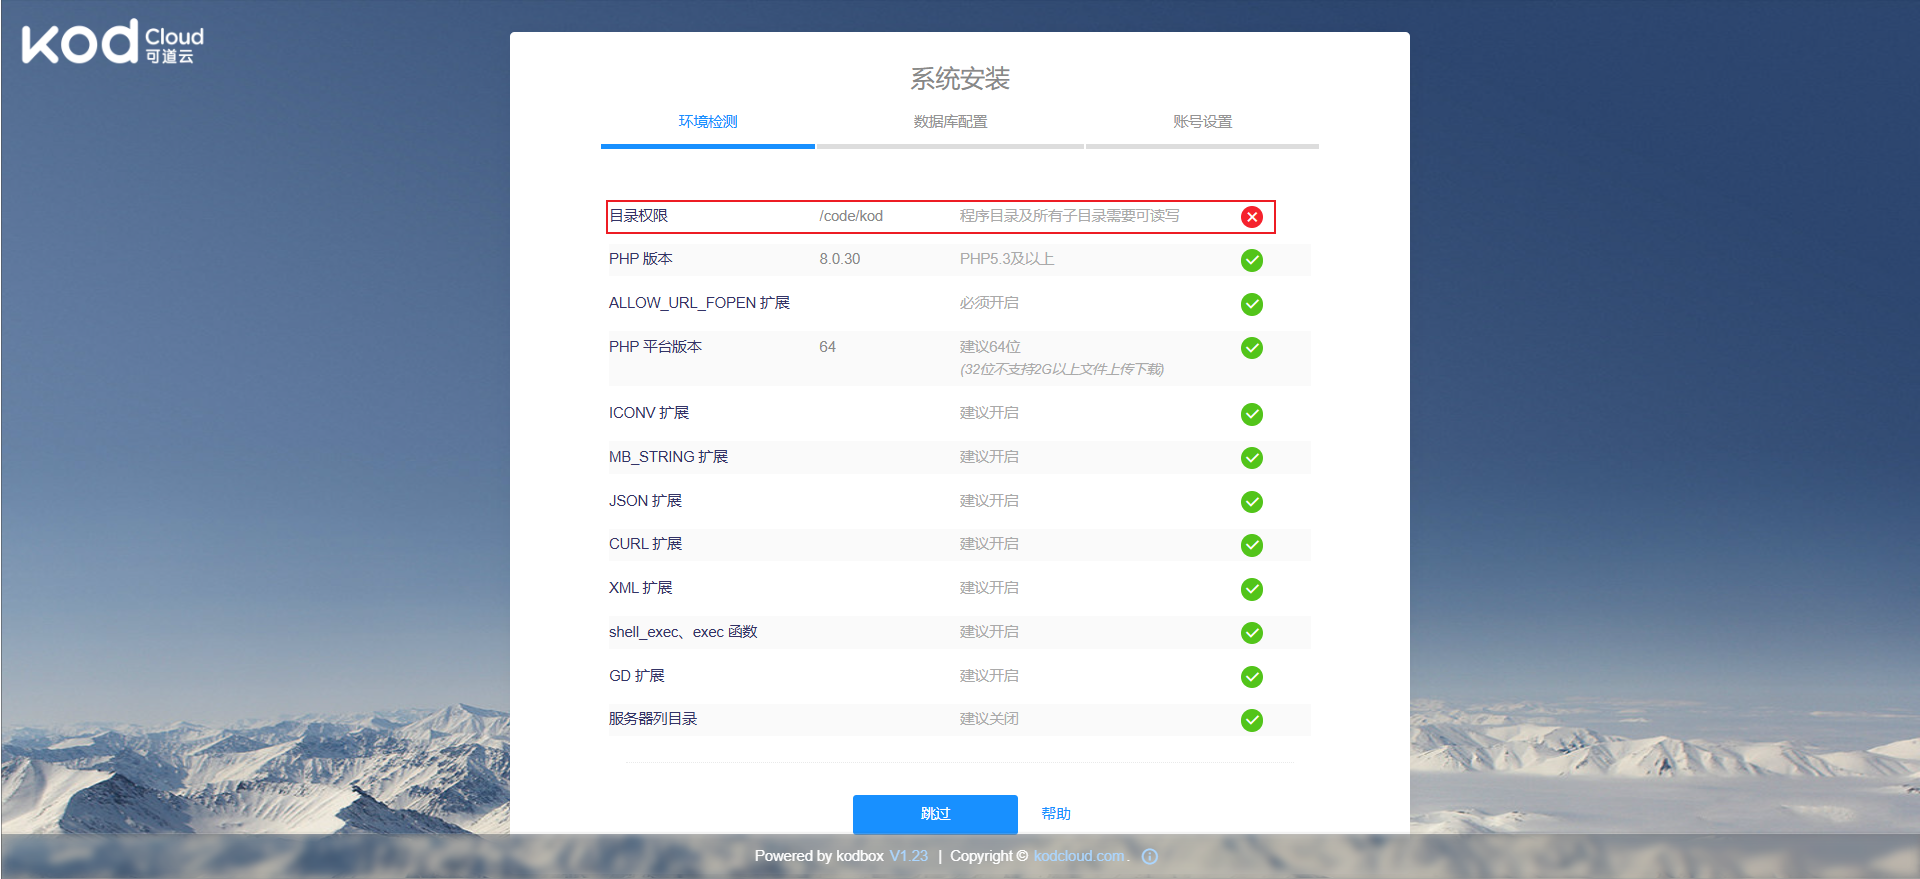 kod Cloud
可道云
系统安装
环境检测 数据库配置 账号设置
目录权限 /code/kod 程序目录及所有子目录需要可读写
PHP 版本 8.0.30 PHP5.3及以上
ALLOW_URL_FOPEN 扩展 必须开启
PHP 平台版本 64 建议64位
(32位不支持2G以上文件上传下载)
ICONV 扩展 建议开启
MB_STRING 扩展 建议开启
JSON 扩展 建议开启
CURL 扩展 建议开启
XML 扩展 建议开启
shell_exec、exec 函数 建议开启
GD 扩展 建议开启
服务器列目录 建议关闭
跳过 帮助
Powered by kodbox V1.23 | Copyright © kodcloud.com.